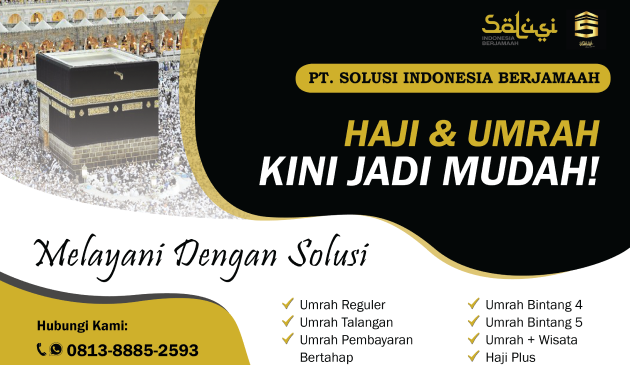 Solusi
INDONESIA
BERJAMAAH
PT. SOLUSI INDONESIA BERJAMAAH
HAJI & UMRAH
KINI JADI MUDAH!
Melayani Dengan Solusi
Hubungi Kami:
0813-8885-2593
Umrah Reguler
Umrah Talangan
Umrah Pembayaran
Bertahap
Umrah Bintang 4
Umrah Bintang 5
Umrah + Wisata
Haji Plus